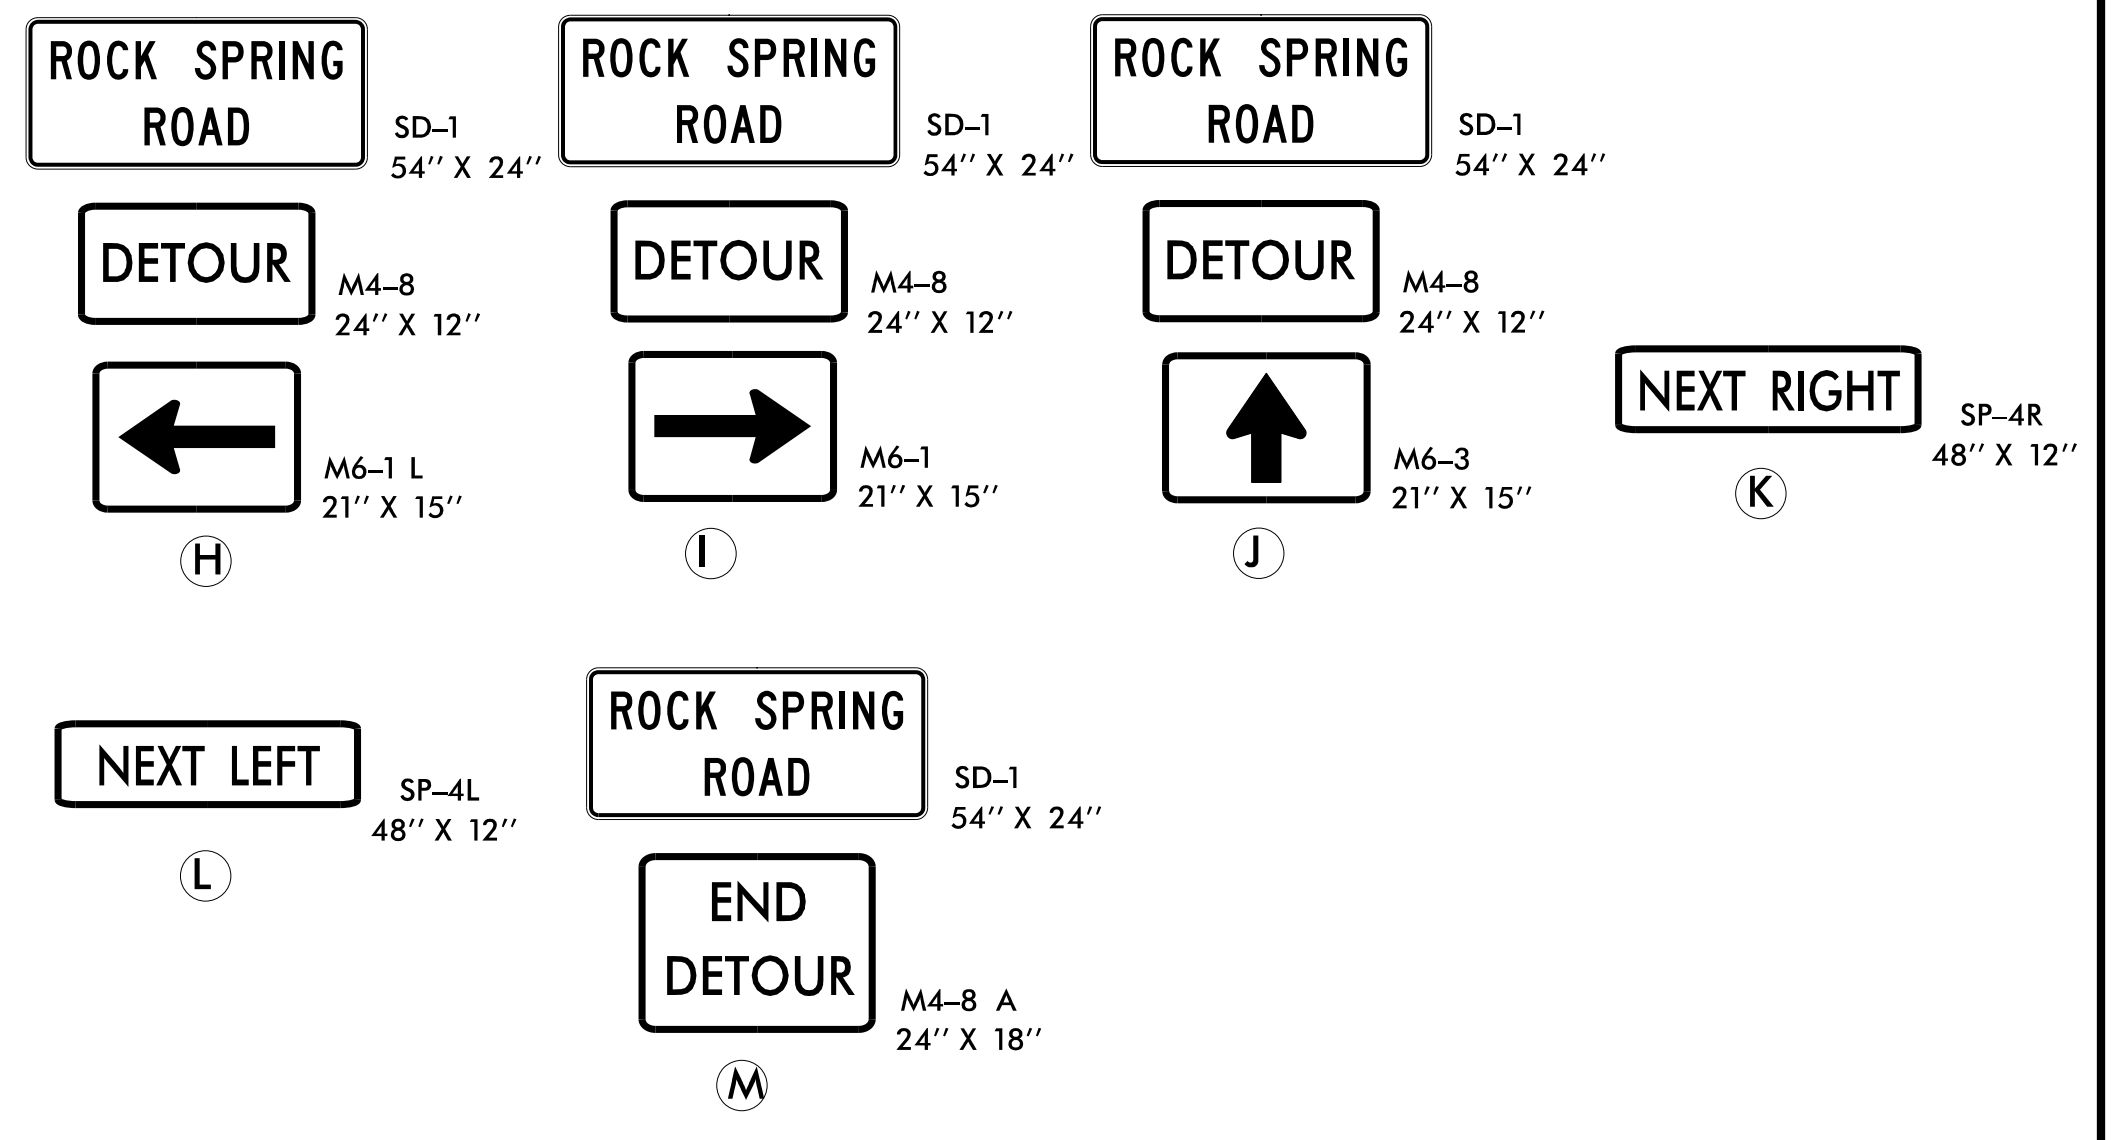 ROCK SPRING
ROAD
SD–1
54'' X 24''
DETOUR
M4–8
24'' X 12''
M6–1 L
21'' X 15''
H
ROCK SPRING
ROAD
SD–1
54'' X 24''
DETOUR
M4–8
24'' X 12''
M6–1
21'' X 15''
I
ROCK SPRING
ROAD
SD–1
54'' X 24''
DETOUR
M4–8
24'' X 12''
M6–3
21'' X 15''
J
NEXT RIGHT
SP–4R
48'' X 12''
K
NEXT LEFT
SP–4L
48'' X 12''
L
ROCK SPRING
ROAD
SD–1
54'' X 24''
END
DETOUR
M4–8 A
24'' X 18''
M